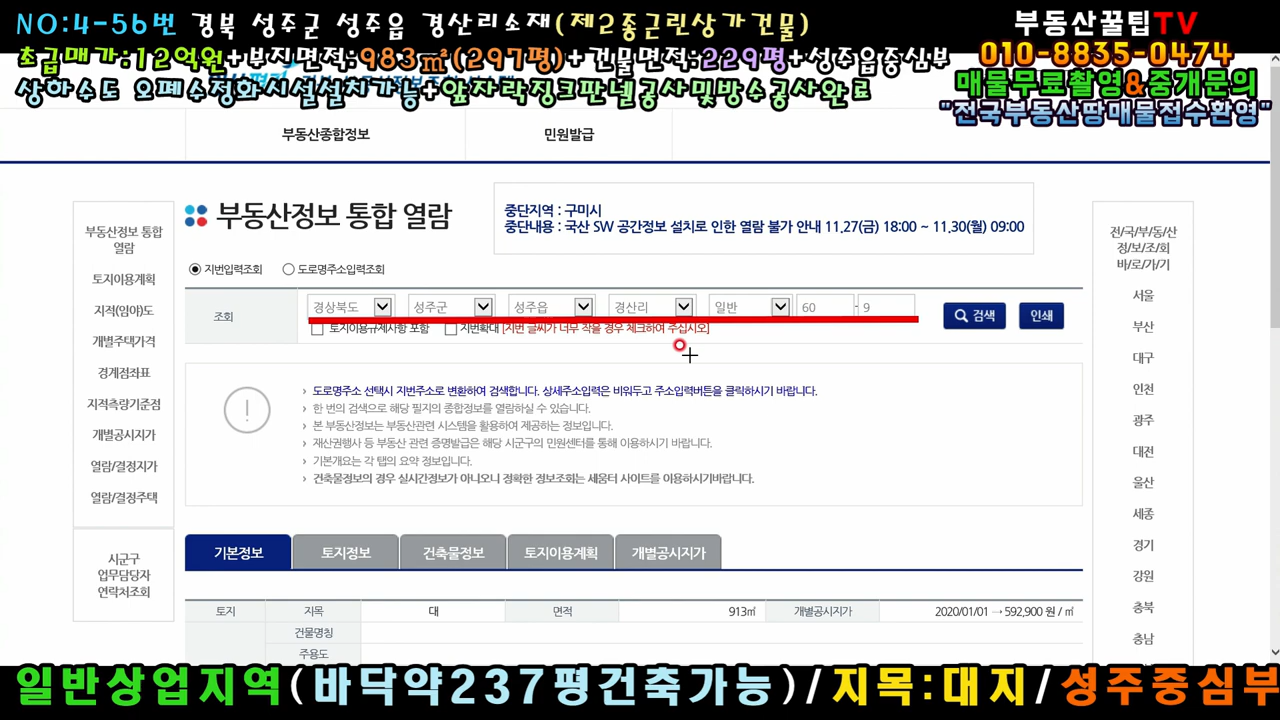 NO:4-56번 경북 성주군 성주읍 경산리소재(제2종근린상가건물)
부동산꿀팁TV
초급매가:12억원+부지면적:983㎡(297평)+건물면적:229평+성주읍중심부
010-8835-0474
상하수도 오폐수정화시설설치가능+앞자락징크판넬공사및방수공사완료
매물무료촬영&중개문의
"전국부동산땅매물접수환영"
부동산종합정보
민원발급
부동산정보 통합 열람
중단지역 : 구미시
중단내용 : 국산 SW 공간정보 설치로 인한 열람 불가 안내 11.27(금) 18:00 ~ 11.30(월) 09:00
지번입력조회 도로명주소입력조회
조회 경상북도 성주군 성주읍 경산리 일반 60 - 9 검색 인쇄
토지이용규제사항 포함 지번확대 [지번 글씨가 너무 작을 경우 체크하여 주십시오]
› 도로명주소 선택시 지번주소로 변환하여 검색합니다. 상세주소입력은 비워두고 주소입력버튼을 클릭하시기 바랍니다.
› 한 번의 검색으로 해당 필지의 종합정보를 열람하실 수 있습니다.
› 본 부동산정보는 부동산관련 시스템을 활용하여 제공하는 정보입니다.
› 재산권행사 등 부동산 관련 증명발급은 해당 시군구의 민원센터를 통해 이용하시기 바랍니다.
› 기본개요는 각 탭의 요약 정보입니다.
› 건축물정보의 경우 실시간정보가 아니오니 정확한 정보조회는 세움터 사이트를 이용하시기바랍니다.
기본정보 토지정보 건축물정보 토지이용계획 개별공시지가
토지 지목 대 면적 913㎡ 개별공시지가 2020/01/01 → 592,900 원 / ㎡
건물명칭
주용도
부동산정보 통합
열람
토지이용계획
지적(임야)도
개별주택가격
경계점좌표
지적측량기준점
개별공시지가
열람/결정지가
열람/결정주택
시군구
업무담당자
연락처조회
전/국/부/동/산
정/보/조/회
바/로/가/기
서울
부산
대구
인천
광주
대전
울산
세종
경기
강원
충북
충남
일반상업지역(바닥약237평건축가능)/지목:대지/성주중심부